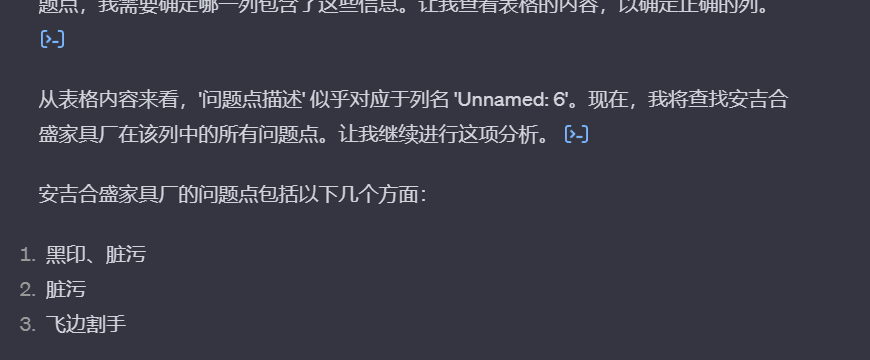 题点，我需要确定哪一列包含了这些信息。让我查看表格的内容，以确定正确的列。
从表格内容来看，'问题点描述' 似乎对应于列名 'Unnamed: 6'。现在，我将查找安吉合
盛家具厂在该列中的所有问题点。让我继续进行这项分析。
安吉合盛家具厂的问题点包括以下几个方面：
1. 黑印、脏污
2. 脏污
3. 飞边割手